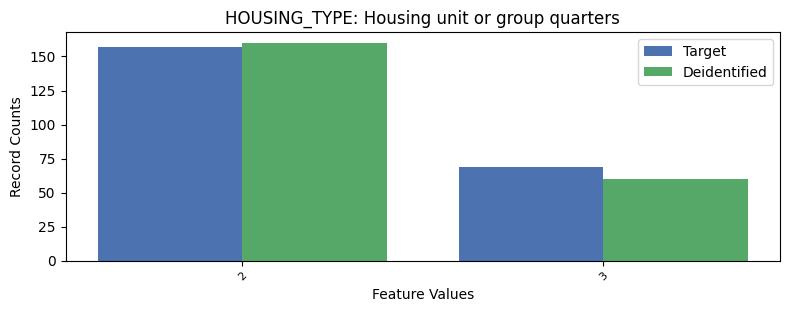 HOUSING_TYPE: Housing unit or group quarters
Target
Deidentified
Record Counts
150
125
100
75
50
25
0
2
3
Feature Values